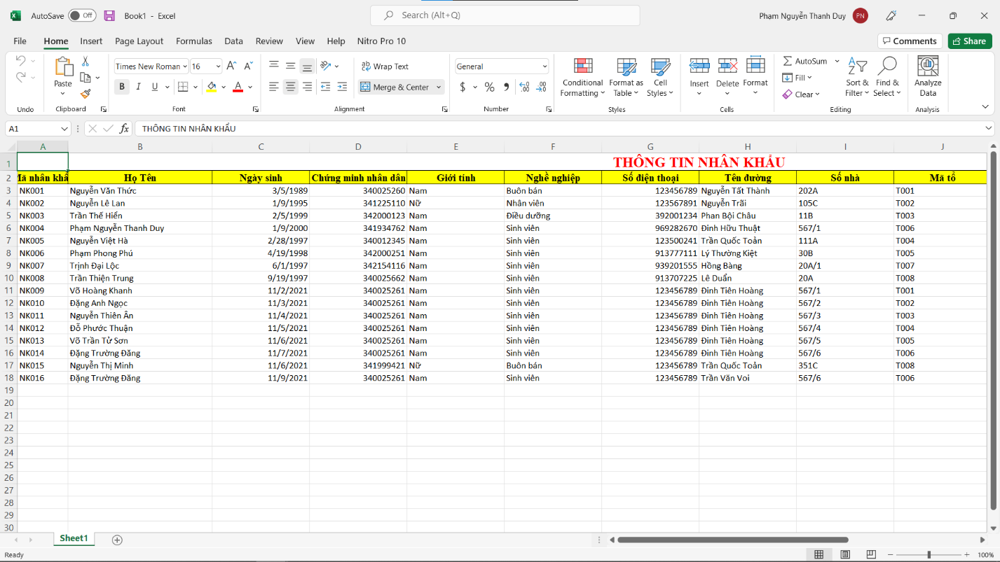 AutoSave Off Book1 - Excel Search (Alt+Q) Phạm Nguyễn Thanh Duy PN
File Home Insert Page Layout Formulas Data Review View Help Nitro Pro 10 Comments Share
Paste Times New Roman 16 Wrap Text General Conditional Formatting Format as Table Cell Styles Insert Delete Format AutoSum Sort & Filter Find & Select Analyze Data
B I U Merge & Center $ % Fill
Clear
Undo Clipboard Font Alignment Number Styles Cells Editing Analysis
A1 fx THÔNG TIN NHÂN KHẨU
A B C D E F G H I J
1 THÔNG TIN NHÂN KHẨU
2 Mã nhân khẩ Họ Tên Ngày sinh Chứng minh nhân dân Giới tính Nghề nghiệp Số điện thoại Tên đường Số nhà Mã tổ
3 NK001 Nguyễn Văn Thức 3/5/1989 340025260 Nam Buôn bán 123456789 Nguyễn Tất Thành 202A T001
4 NK002 Nguyễn Lê Lan 1/9/1995 341225110 Nữ Nhân viên 123567891 Nguyễn Trãi 105C T002
5 NK003 Trần Thế Hiển 2/5/1999 342000123 Nam Điều dưỡng 392001234 Phan Bội Châu 11B T003
6 NK004 Phạm Nguyễn Thanh Duy 1/9/2000 341934762 Nam Sinh viên 969282670 Đinh Hữu Thuật 567/1 T006
7 NK005 Nguyễn Việt Hà 2/28/1997 340012345 Nam Sinh viên 123500241 Trần Quốc Toản 111A T004
8 NK006 Phạm Phong Phú 4/19/1998 342000251 Nam Sinh viên 913777111 Lý Thường Kiệt 30B T005
9 NK007 Trịnh Đại Lộc 6/1/1997 342154116 Nam Sinh viên 939201555 Hồng Bàng 20A/1 T007
10 NK008 Trần Thiện Trung 9/19/1997 340025662 Nam Sinh viên 913707225 Lê Duẩn 20A T008
11 NK009 Võ Hoàng Khanh 11/2/2021 340025261 Nam Sinh viên 123456789 Đinh Tiên Hoàng 567/1 T001
12 NK010 Đặng Anh Ngọc 11/3/2021 340025261 Nam Sinh viên 123456789 Đinh Tiên Hoàng 567/2 T002
13 NK011 Nguyễn Thiên Ân 11/4/2021 340025261 Nam Sinh viên 123456789 Đinh Tiên Hoàng 567/3 T003
14 NK012 Đỗ Phước Thuận 11/5/2021 340025261 Nam Sinh viên 123456789 Đinh Tiên Hoàng 567/4 T004
15 NK013 Võ Trần Tử Sơn 11/6/2021 340025261 Nam Sinh viên 123456789 Đinh Tiên Hoàng 567/5 T005
16 NK014 Đặng Trường Đăng 11/7/2021 340025261 Nam Sinh viên 123456789 Đinh Tiên Hoàng 567/6 T006
17 NK015 Nguyễn Thị Minh 11/6/2021 341999421 Nữ Buôn bán 123456789 Trần Quốc Toản 351C T008
18 NK016 Đặng Trường Đăng 11/9/2021 340025261 Nam Sinh viên 123456789 Trần Văn Voi 567/6 T006
19
20
21
22
23
24
25
26
27
28
29
30
Sheet1
Ready 100%